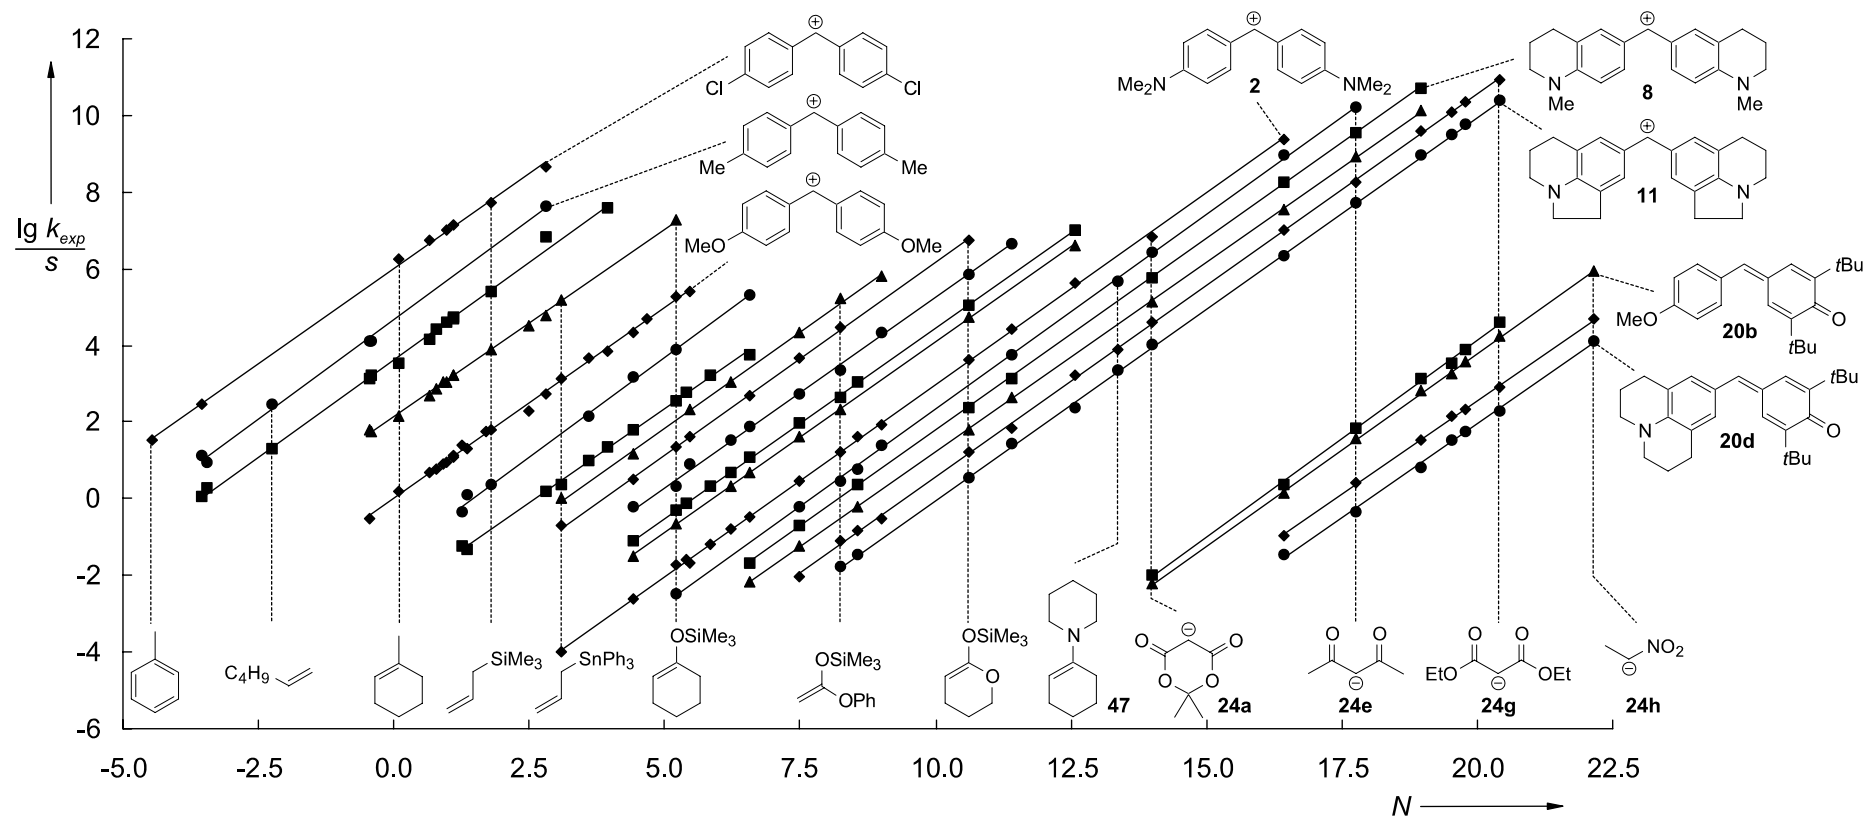 12
10
8
6
4
2
0
-2
-4
-6
lg kexp
s
-5.0 -2.5 0.0 2.5 5.0 7.5 10.0 12.5 15.0 17.5 20.0 22.5
N
⊕
Cl Cl
⊕
Me Me
⊕
MeO OMe
⊕
Me2N 2 NMe2
⊕
N 8 N
Me Me
⊕
N 11 N
tBu
MeO 20b O
tBu
tBu
N 20d O
tBu
C4H9
SiMe3
SnPh3
OSiMe3
OSiMe3
OPh
OSiMe3
O
N
47
⊖
O O
O O
24a
O O
⊖
24e
O O
EtO ⊖ OEt
24g
NO2
⊖
24h